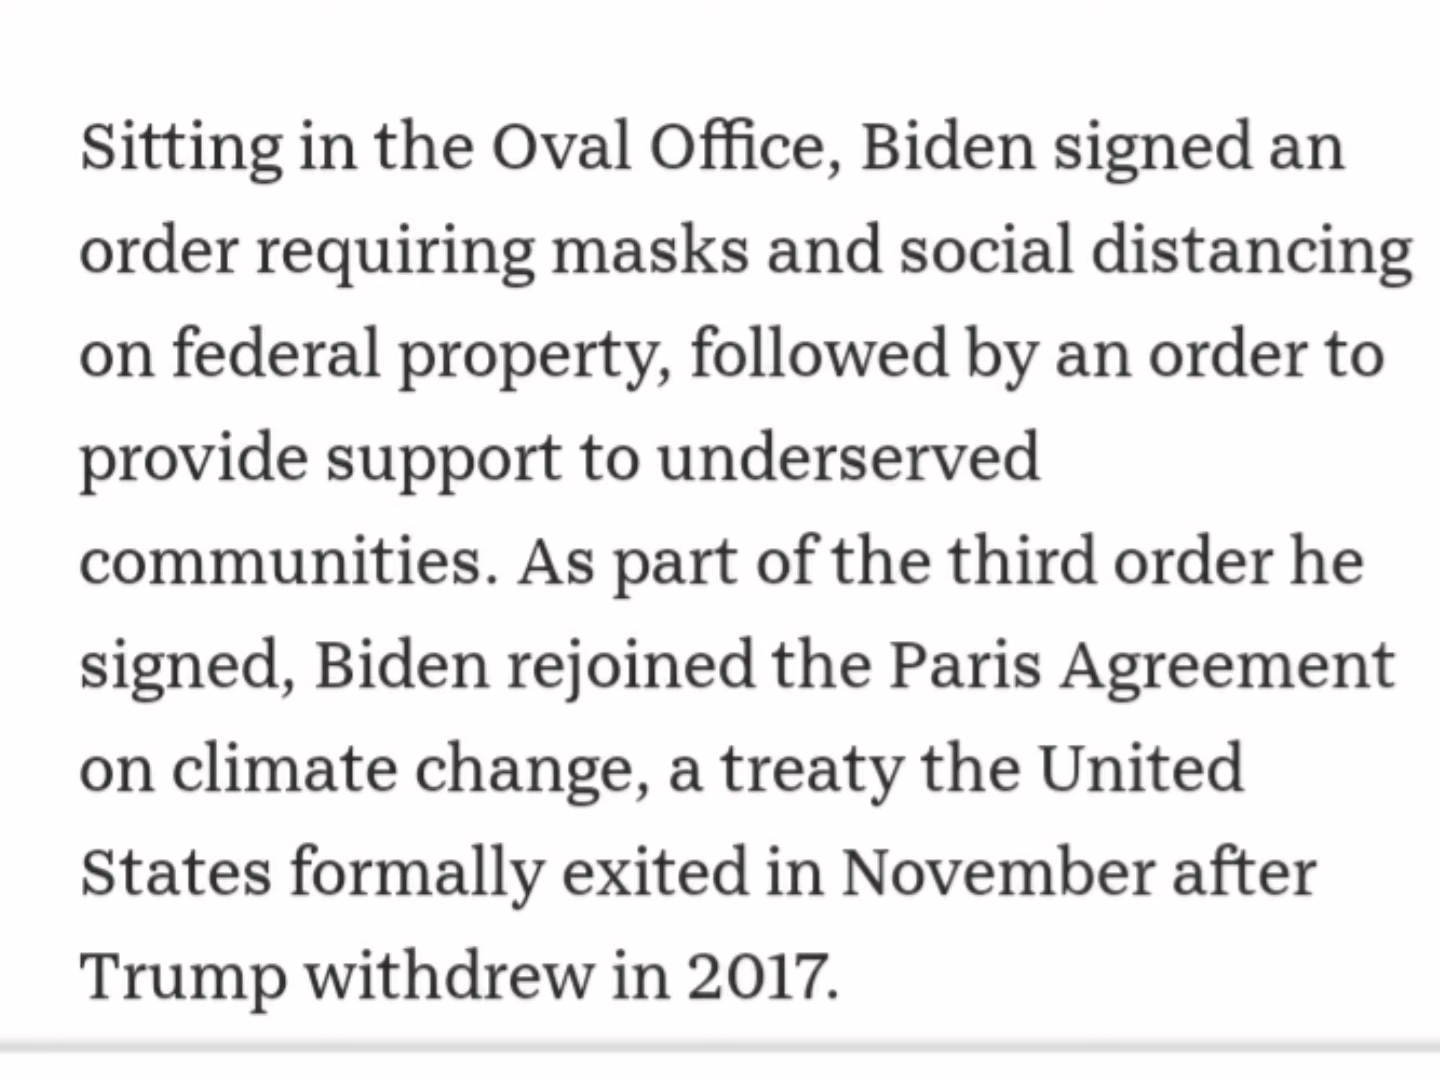 Sitting in the Oval Office, Biden signed an
order requiring masks and social distancing
on federal property, followed by an order to
provide support to underserved
communities. As part of the third order he
signed, Biden rejoined the Paris Agreement
on climate change, a treaty the United
States formally exited in November after
Trump withdrew in 2017.